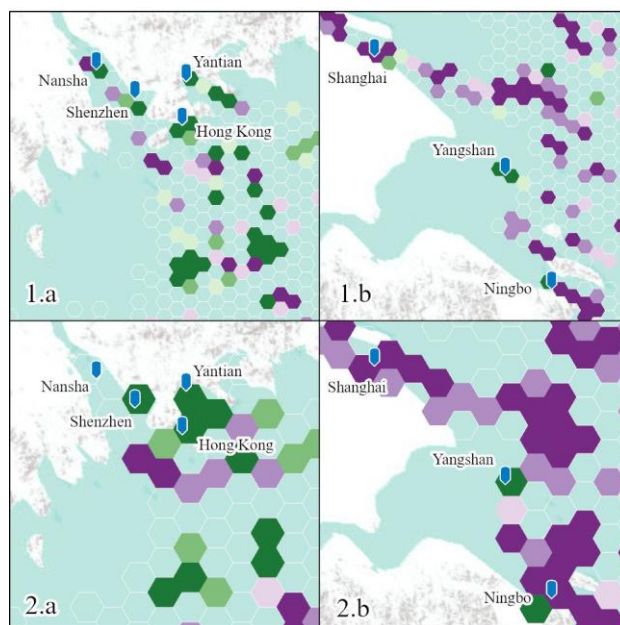 Nansha
Yantian
Shenzhen
Hong Kong
1.a
Shanghai
Yangshan
Ningbo
1.b
Nansha
Yantian
Shenzhen
Hong Kong
2.a
Shanghai
Yangshan
Ningbo
2.b